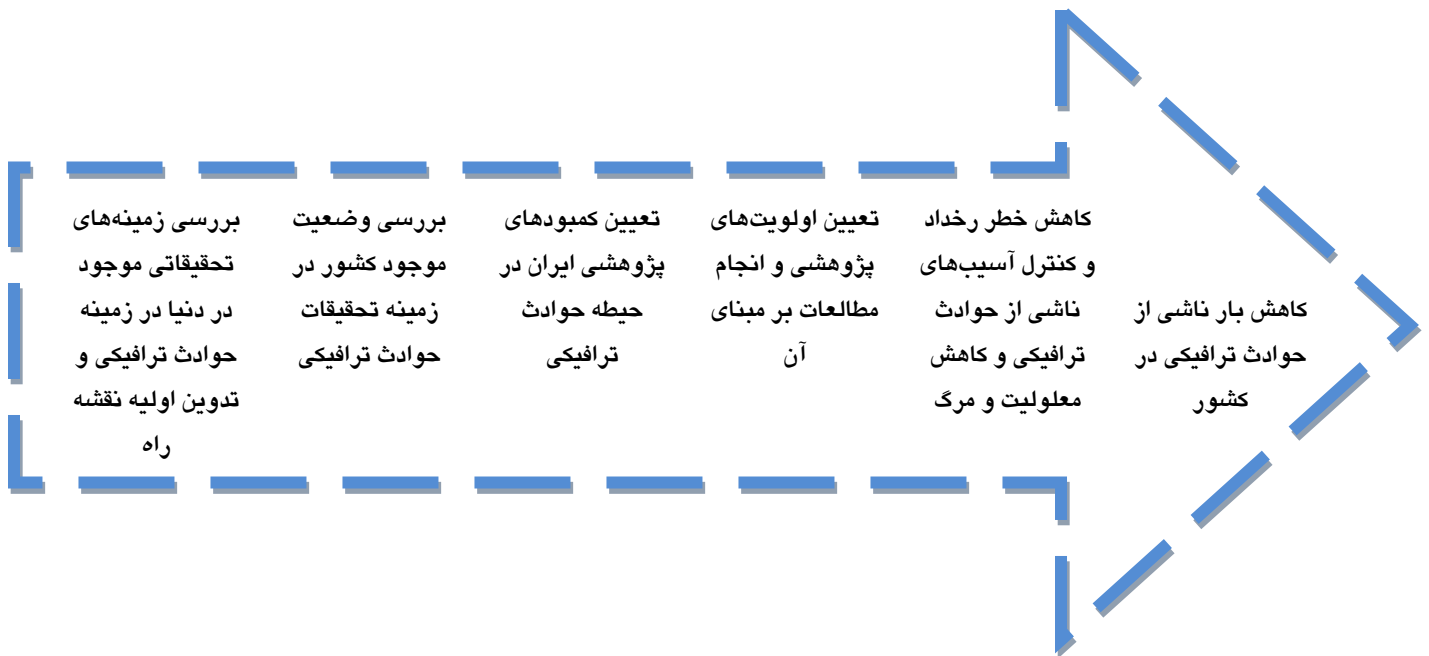 بررسی زمینه‌های
تحقیقاتی موجود
در دنیا در زمینه
حوادث ترافیکی و
تدوین اولیه نقشه
راه
بررسی وضعیت
موجود کشور در
زمینه تحقیقات
حوادث ترافیکی
تعیین کمبودهای
پژوهشی ایران در
حیطه حوادث
ترافیکی
تعیین اولویت‌های
پژوهشی و انجام
مطالعات بر مبنای
آن
کاهش خطر رخداد
و کنترل آسیب‌های
ناشی از حوادث
ترافیکی و کاهش
معلولیت و مرگ
کاهش بار ناشی از
حوادث ترافیکی در
کشور